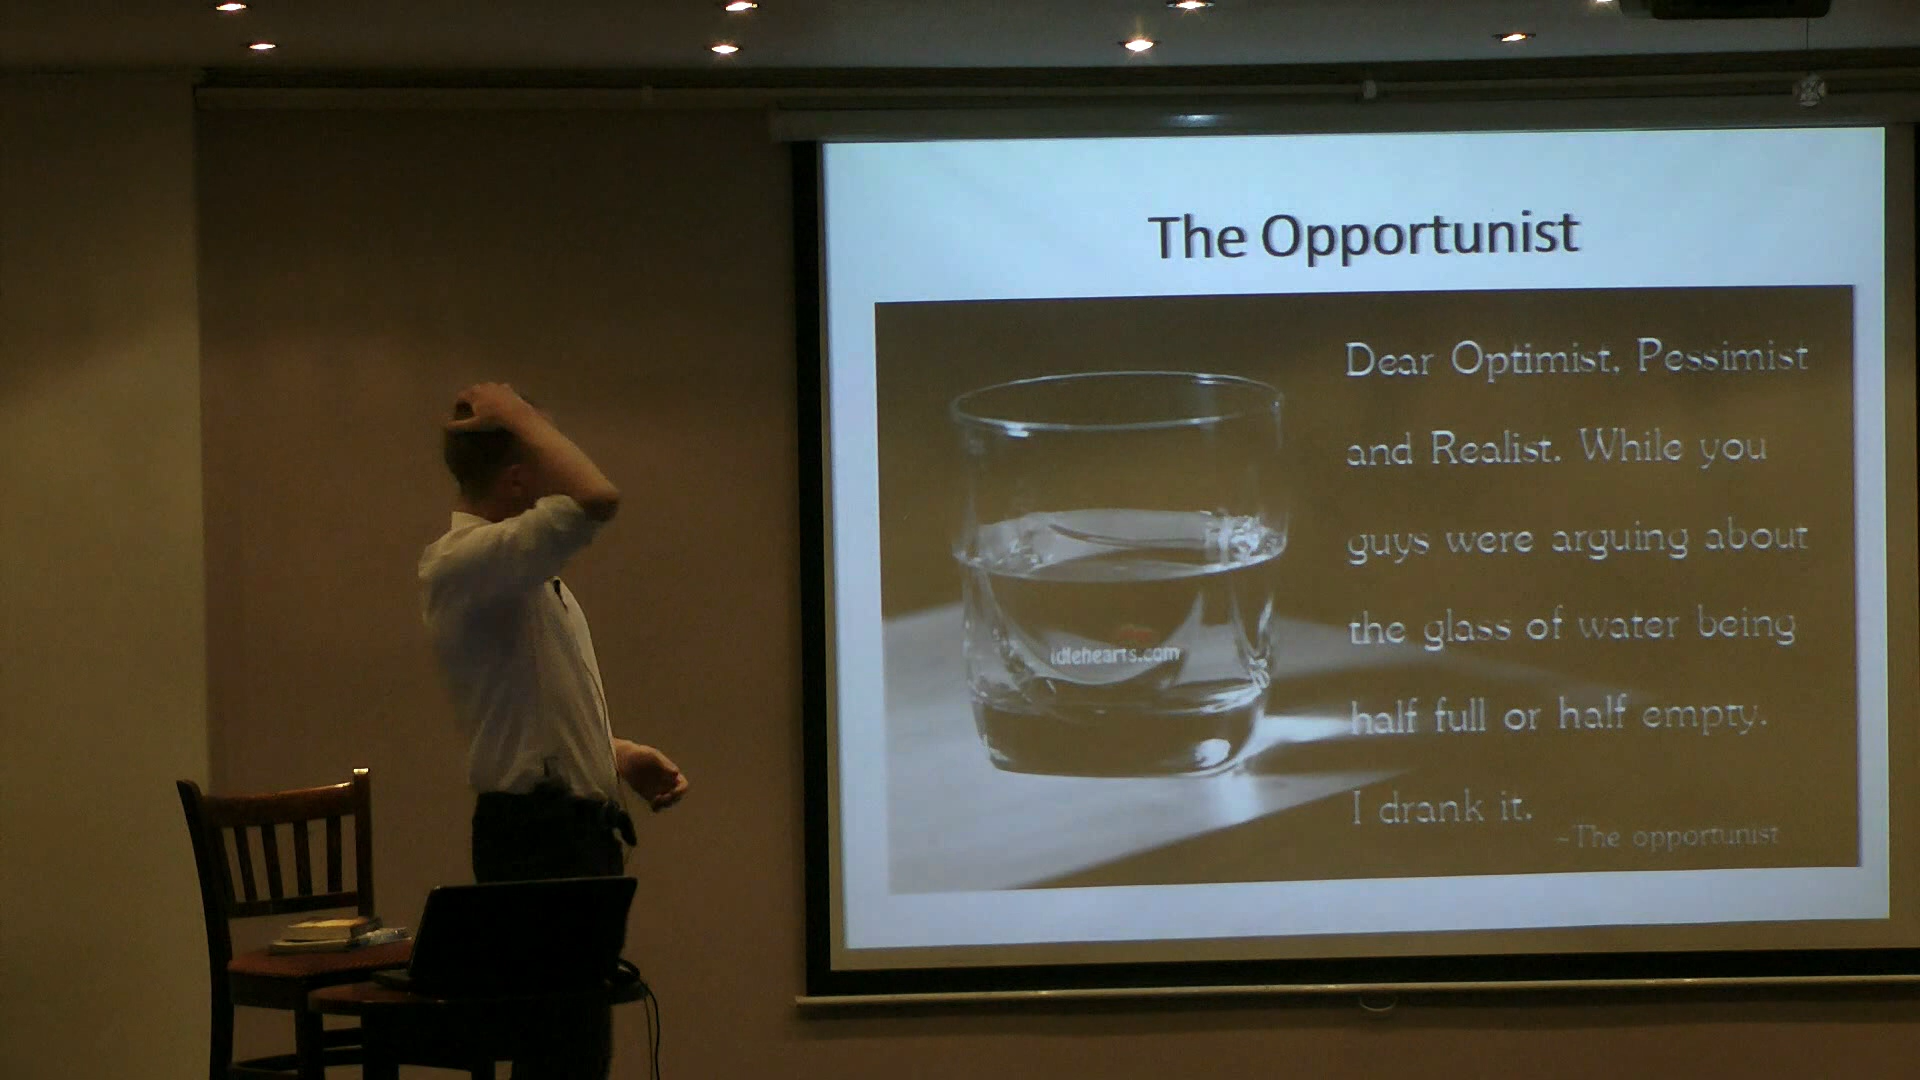 The Opportunist
Dear Optimist, Pessimist
and Realist. While you
guys were arguing about
the glass of water being
half full or half empty.
I drank it.
~The opportunist
idlehearts.com